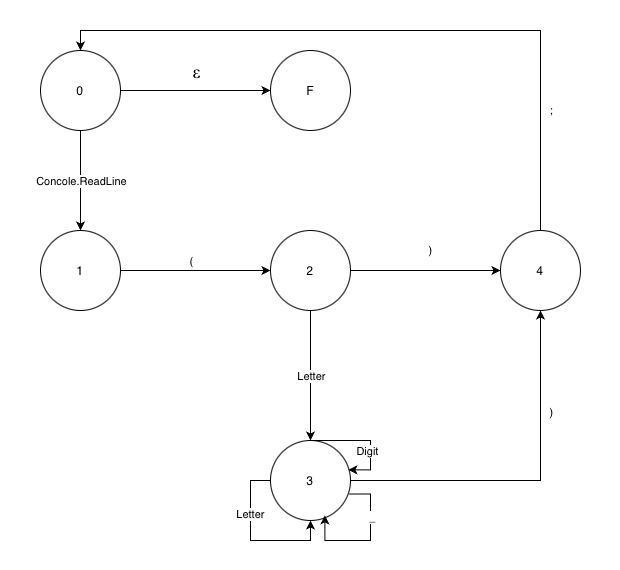 ε
0
F
;
Concole.ReadLine
(
)
1
2
4
Letter
)
Digit
3
Letter
_